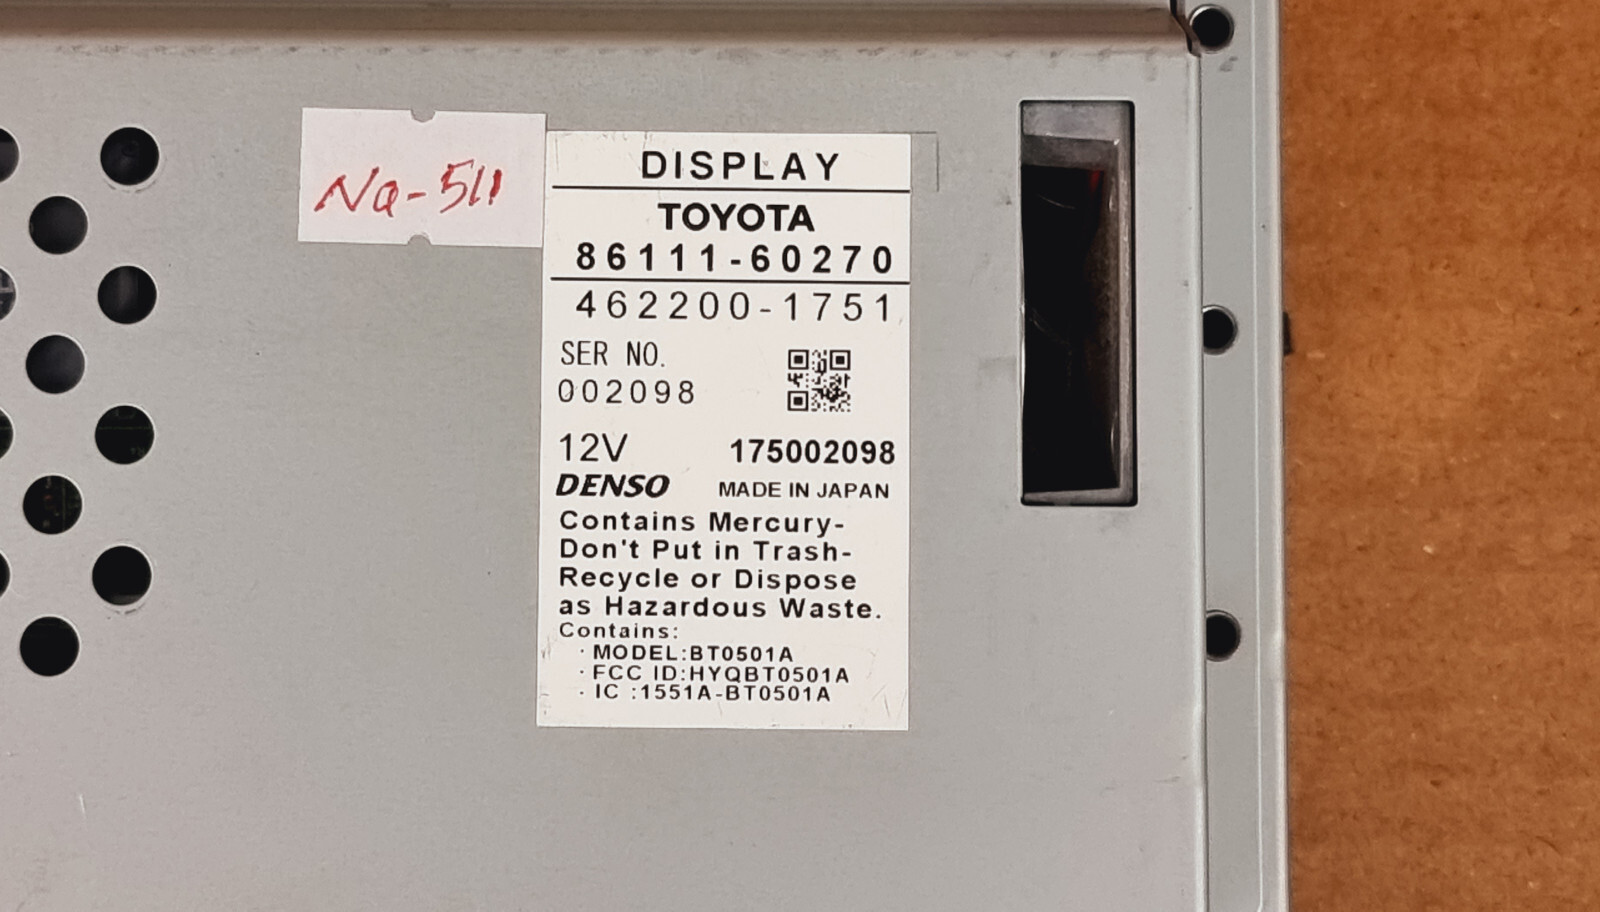 Na-511
DISPLAY
TOYOTA
86111-60270
462200-1751
SER NO.
002098
12V 175002098
DENSO MADE IN JAPAN
Contains Mercury-
Don't Put in Trash-
Recycle or Dispose
as Hazardous Waste.
Contains:
· MODEL:BT0501A
· FCC ID:HYQBT0501A
· IC :1551A-BT0501A